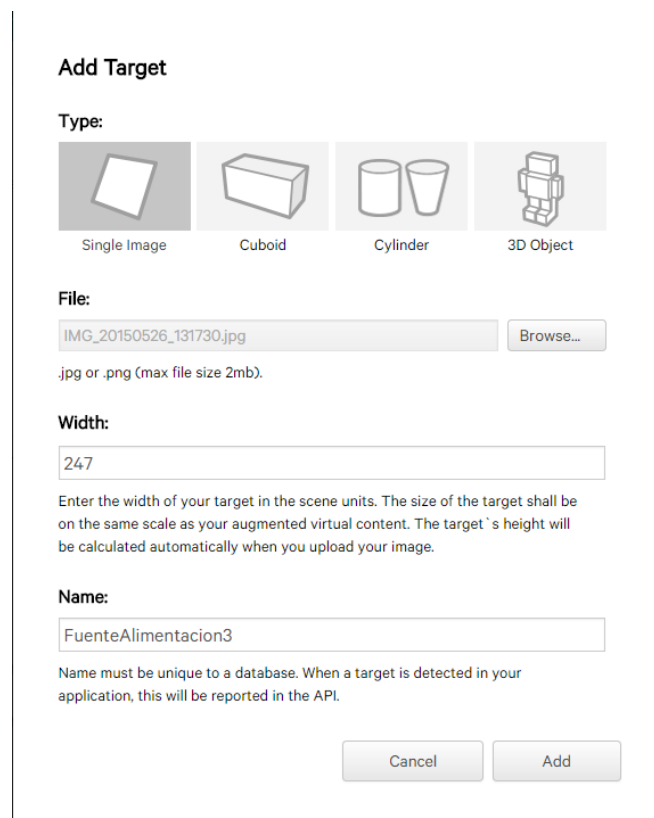 Add Target
Type:
Single Image Cuboid Cylinder 3D Object
File:
IMG_20150526_131730.jpg Browse...
.jpg or .png (max file size 2mb).
Width:
247
Enter the width of your target in the scene units. The size of the target shall be
on the same scale as your augmented virtual content. The target`s height will
be calculated automatically when you upload your image.
Name:
FuenteAlimentacion3
Name must be unique to a database. When a target is detected in your
application, this will be reported in the API.
Cancel Add